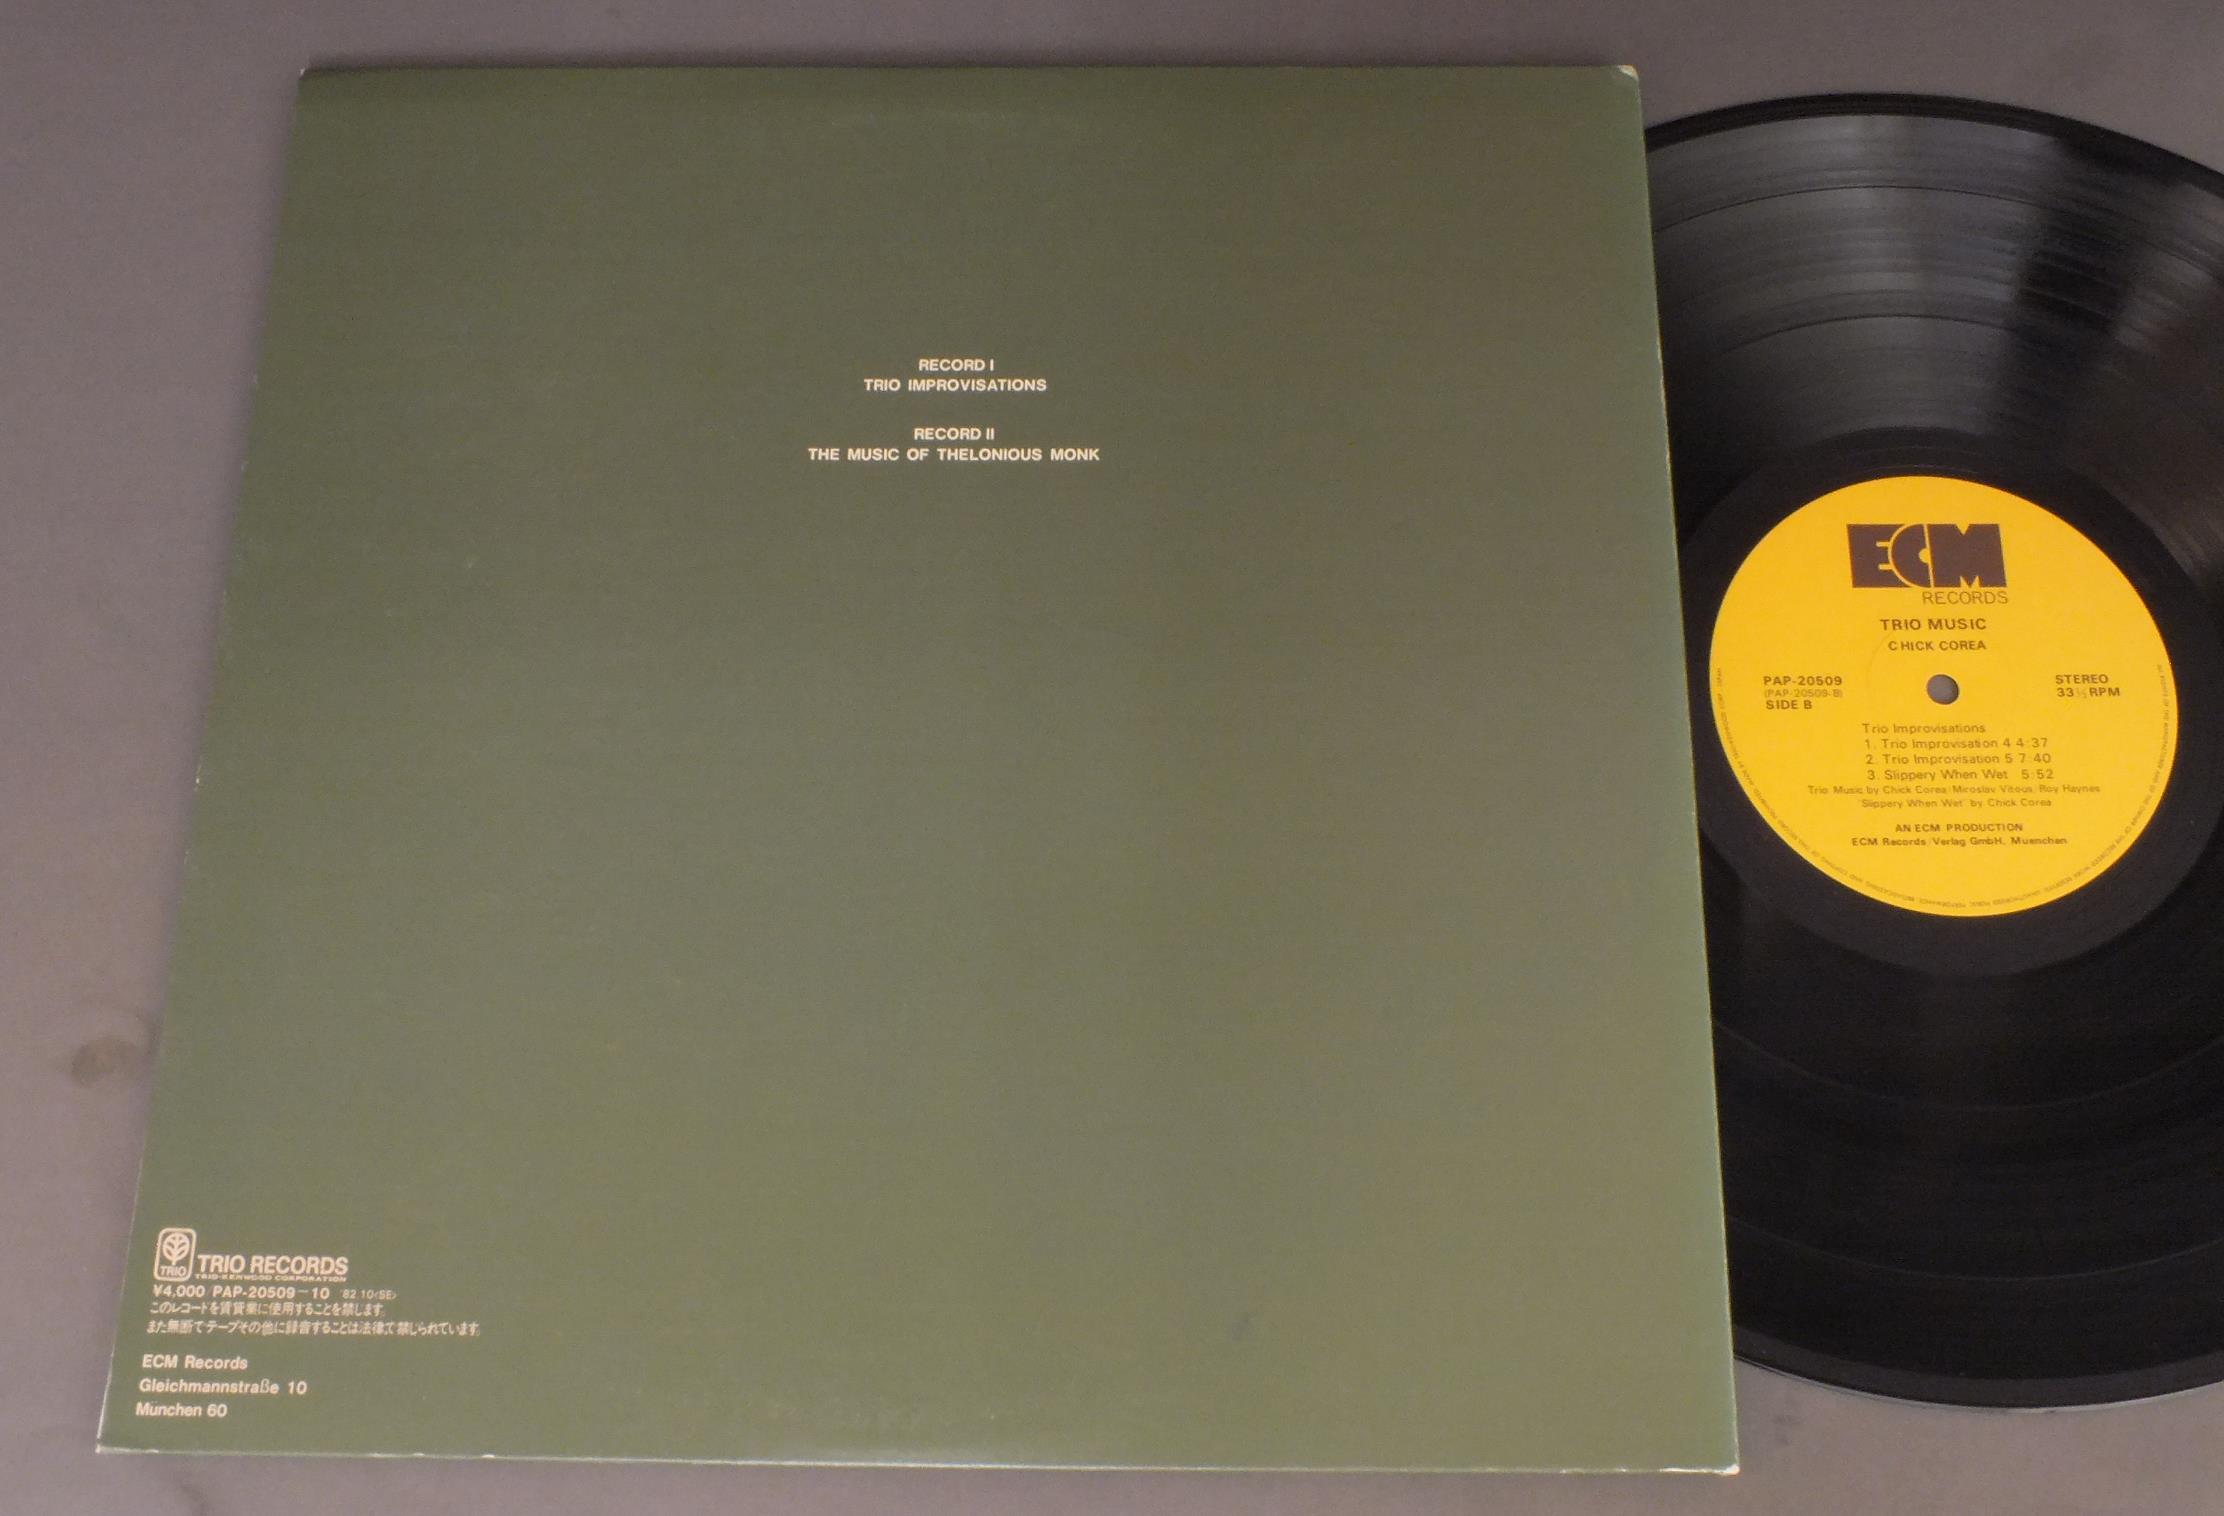 RECORD I
TRIO IMPROVISATIONS
RECORD II
THE MUSIC OF THELONIOUS MONK
TRIO
TRIO RECORDS
TRIO-KENWOOD CORPORATION
¥4,000 PAP-20509-10 '82.10<SE>
このレコードを賃貸業に使用することを禁じます。
また無断でテープその他に録音することは法律で禁じられています。
ECM Records
Gleichmannstraße 10
München 60
ECM
RECORDS
TRIO MUSIC
CHICK COREA
PAP-20509
(PAP-20509-B)
SIDE B
STEREO
33⅓ RPM
Trio Improvisations
1. Trio Improvisation 4 4:37
2. Trio Improvisation 5 7:40
3. Slippery When Wet 5:52
Trio Music by Chick Corea/Miroslav Vitous/Roy Haynes
"Slippery When Wet" by Chick Corea
AN ECM PRODUCTION
ECM Records/Verlag GmbH, Muenchen